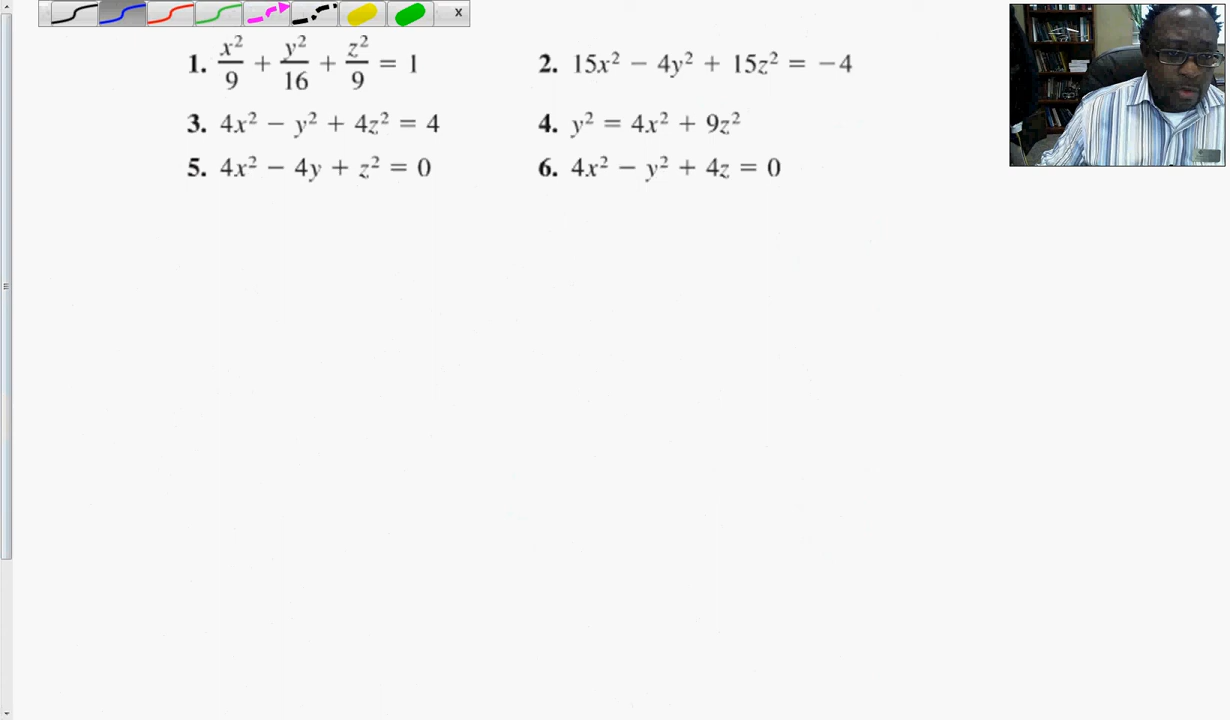 1. x²/9 + y²/16 + z²/9 = 1
2. 15x² − 4y² + 15z² = −4
3. 4x² − y² + 4z² = 4
4. y² = 4x² + 9z²
5. 4x² − 4y + z² = 0
6. 4x² − y² + 4z = 0